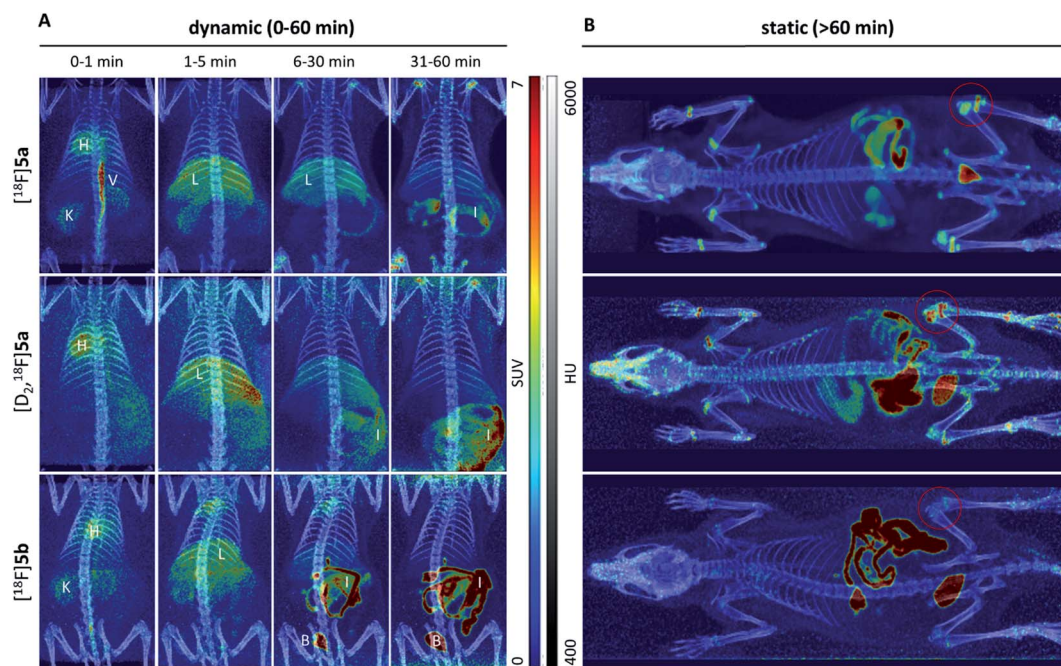 A
B
dynamic (0-60 min)
static (>60 min)
0-1 min
1-5 min
6-30 min
31-60 min
[¹⁸F]5a
H
V
K
L
L
I
7
SUV
0
6000
HU
400
[D₂,¹⁸F]5a
H
L
I
I
[¹⁸F]5b
H
K
L
I
B
I
B